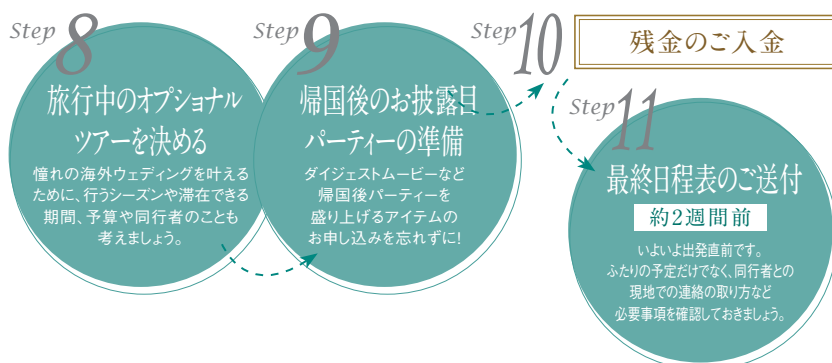 Step 8
旅行中のオプショナル
ツアーを決める
憧れの海外ウェディングを叶える
ために、行うシーズンや滞在できる
期間、予算や同行者のことも
考えましょう。
Step 9
帰国後のお披露目
パーティーの準備
ダイジェストムービーなど
帰国後パーティーを
盛り上げるアイテムの
お申し込みを忘れずに!
Step 10
残金のご入金
Step 11
最終日程表のご送付
約2週間前
いよいよ出発直前です。
ふたりの予定だけでなく、同行者との
現地での連絡の取り方など
必要事項を確認しておきましょう。